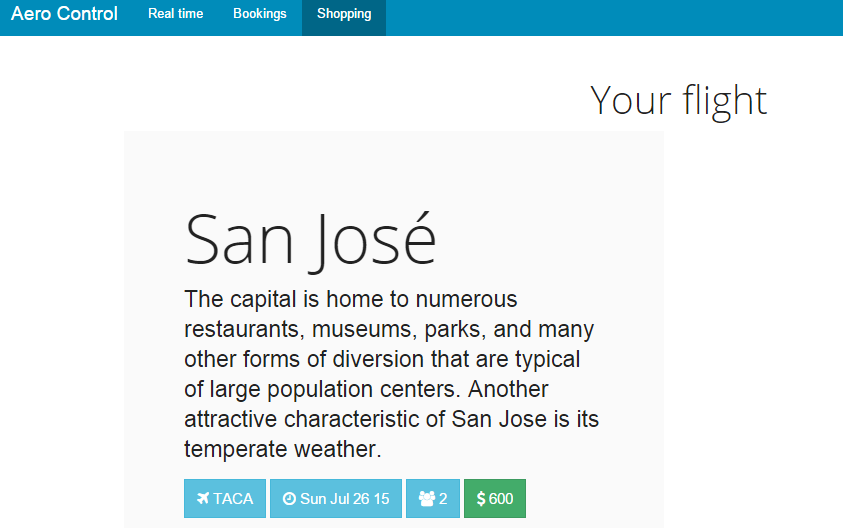 Aero Control Real time Bookings Shopping
Your flight
San José
The capital is home to numerous
restaurants, museums, parks, and many
other forms of diversion that are typical
of large population centers. Another
attractive characteristic of San Jose is its
temperate weather.
TACA Sun Jul 26 15 2 $ 600